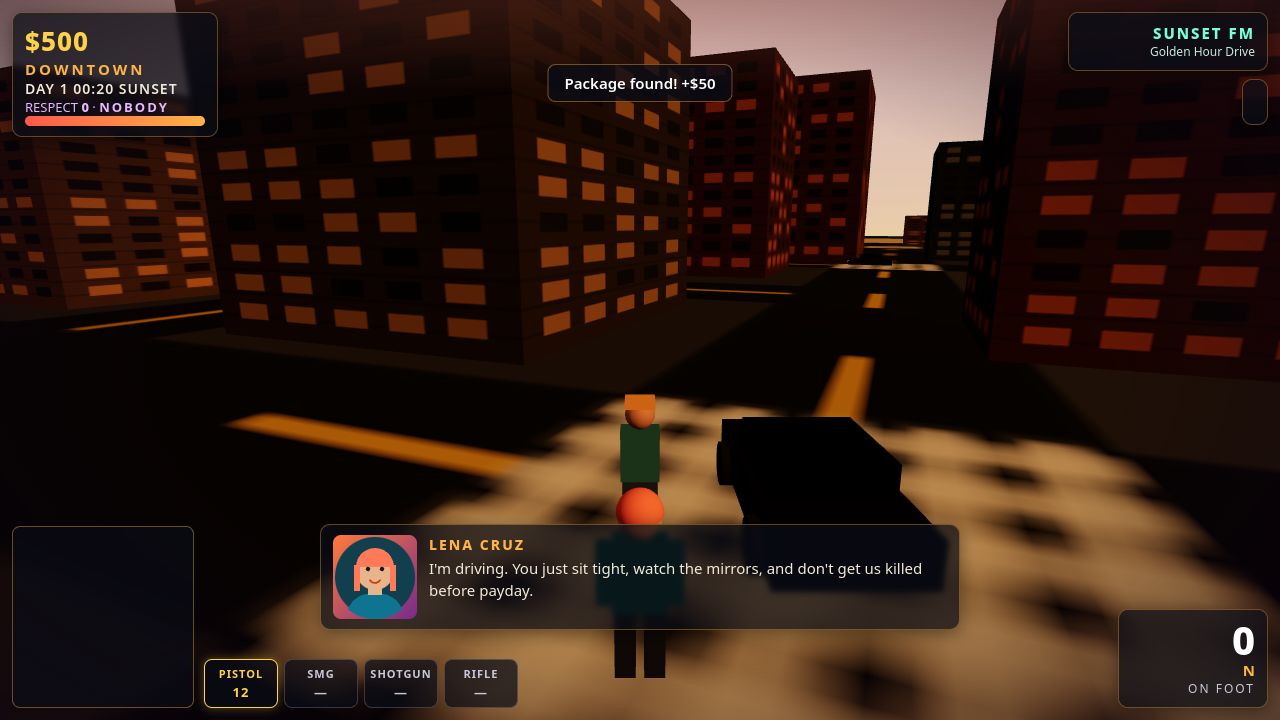 $500
DOWNTOWN
DAY 1 00:20 SUNSET
RESPECT 0 · NOBODY
Package found! +$50
SUNSET FM
Golden Hour Drive
LENA CRUZ
I'm driving. You just sit tight, watch the mirrors, and don't get us killed
before payday.
PISTOL
12
SMG
—
SHOTGUN
—
RIFLE
—
0
N
ON FOOT